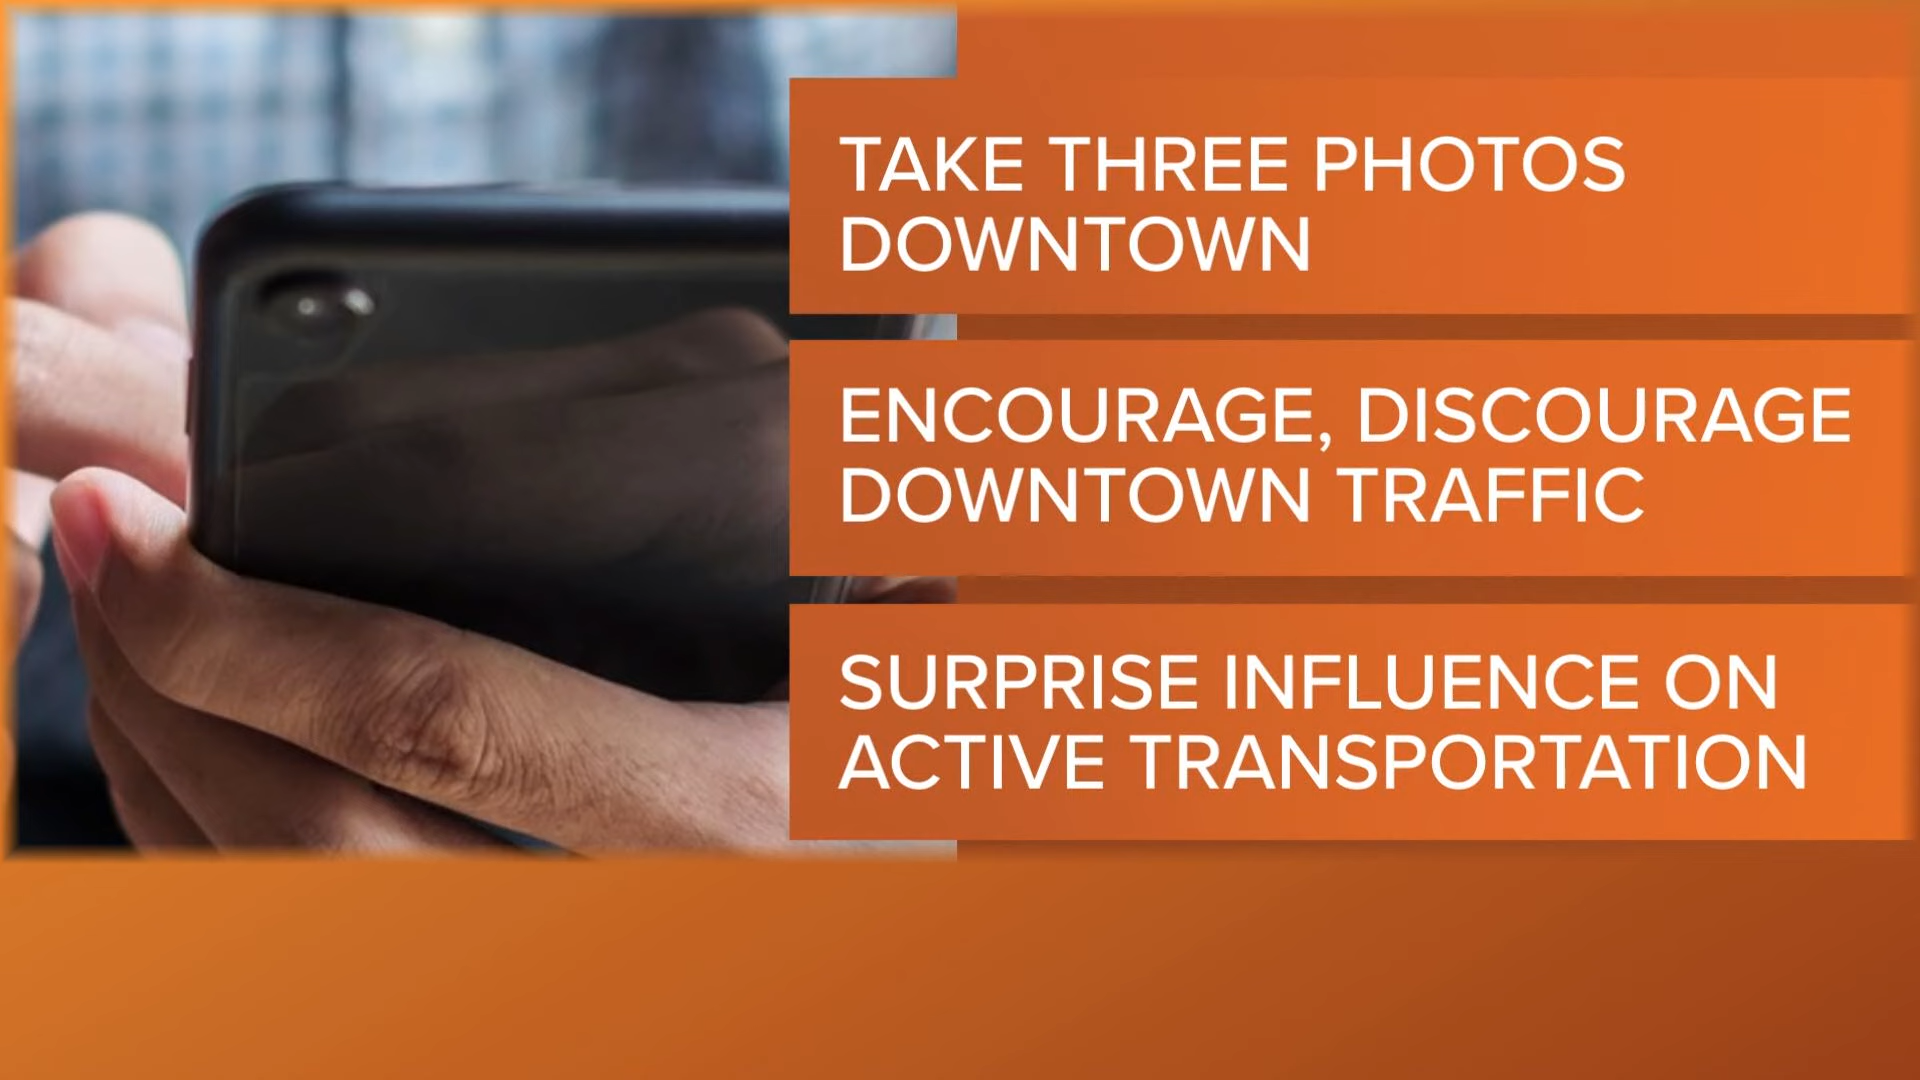 TAKE THREE PHOTOS
DOWNTOWN
ENCOURAGE, DISCOURAGE
DOWNTOWN TRAFFIC
SURPRISE INFLUENCE ON
ACTIVE TRANSPORTATION